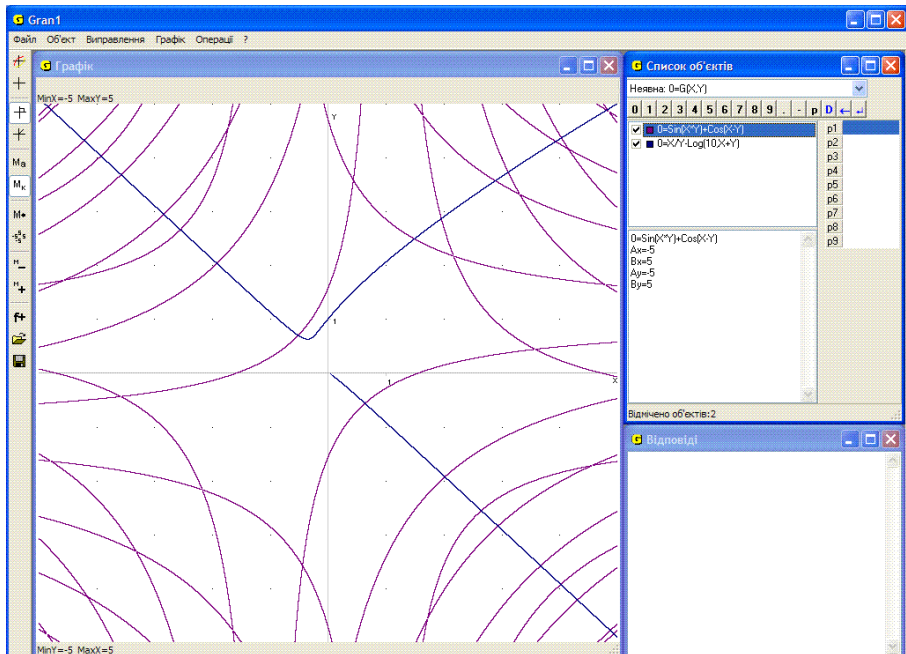 Gran1
Файл Об'єкт Виправлення Графік Операції ?
Графік
MinX=-5 MaxY=5
Y
1
1
X
MinY=-5 MaxX=5
Ma
Mк
M+
M
M+
f+
Список об'єктів
Неявна: 0=G(X,Y)
0 1 2 3 4 5 6 7 8 9 . - p D ← ↵
0=Sin(X*Y)+Cos(X-Y)
0=X/Y-Log(10,X+Y)
p1
p2
p3
p4
p5
p6
p7
p8
p9
0=Sin(X*Y)+Cos(X-Y)
Ax=-5
Bx=5
Ay=-5
By=5
Відмічено об'єктів:2
Відповіді